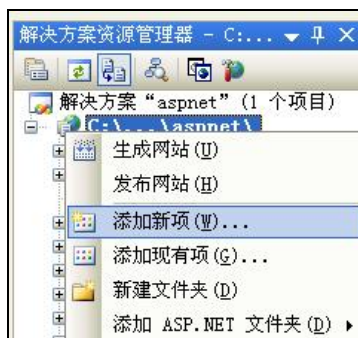 解决方案资源管理器 - C:...
解决方案“aspnet”(1 个项目)
C:\...\aspnet\
生成网站(U)
发布网站(H)
添加新项(W)...
添加现有项(G)...
新建文件夹(D)
添加 ASP.NET 文件夹(D)